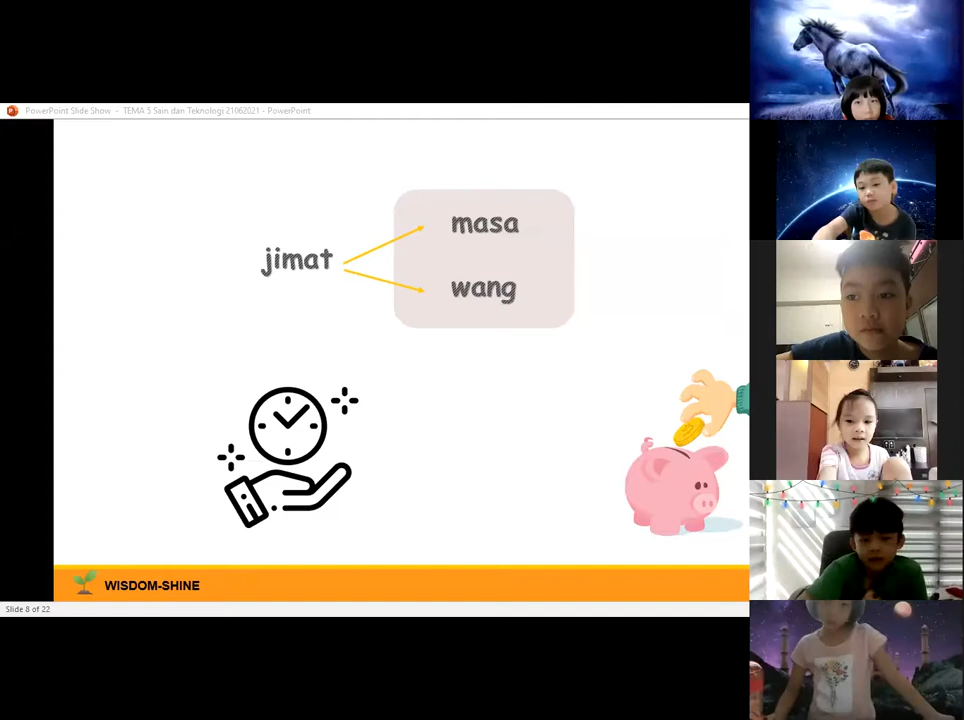 PowerPoint Slide Show - TEMA 5 Sain dan Teknologi 21062021 - PowerPoint
masa
jimat
wang
WISDOM-SHINE
Slide 8 of 22